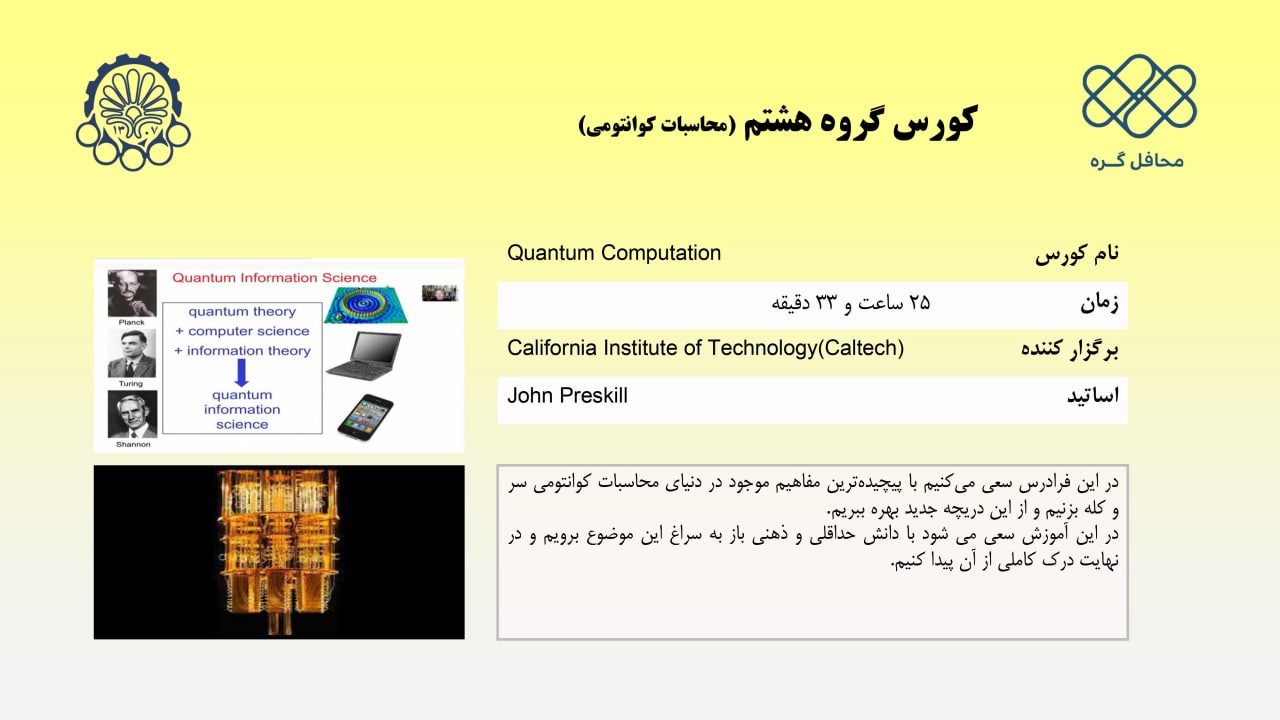 کورس گروه هشتم (محاسبات کوانتومی)
محافل گره
۱۳۰۷
نام کورس
Quantum Computation
زمان
۲۵ ساعت و ۳۳ دقیقه
برگزار کننده
California Institute of Technology(Caltech)
اساتید
John Preskill
در این فرادرس سعی می‌کنیم با پیچیده‌ترین مفاهیم موجود در دنیای محاسبات کوانتومی سر
و کله بزنیم و از این دریچه جدید بهره ببریم.
در این آموزش سعی می شود با دانش حداقلی و ذهنی باز به سراغ این موضوع برویم و در
نهایت درک کاملی از آن پیدا کنیم.
Quantum Information Science
Planck
Turing
Shannon
quantum theory
+ computer science
+ information theory
quantum
information
science